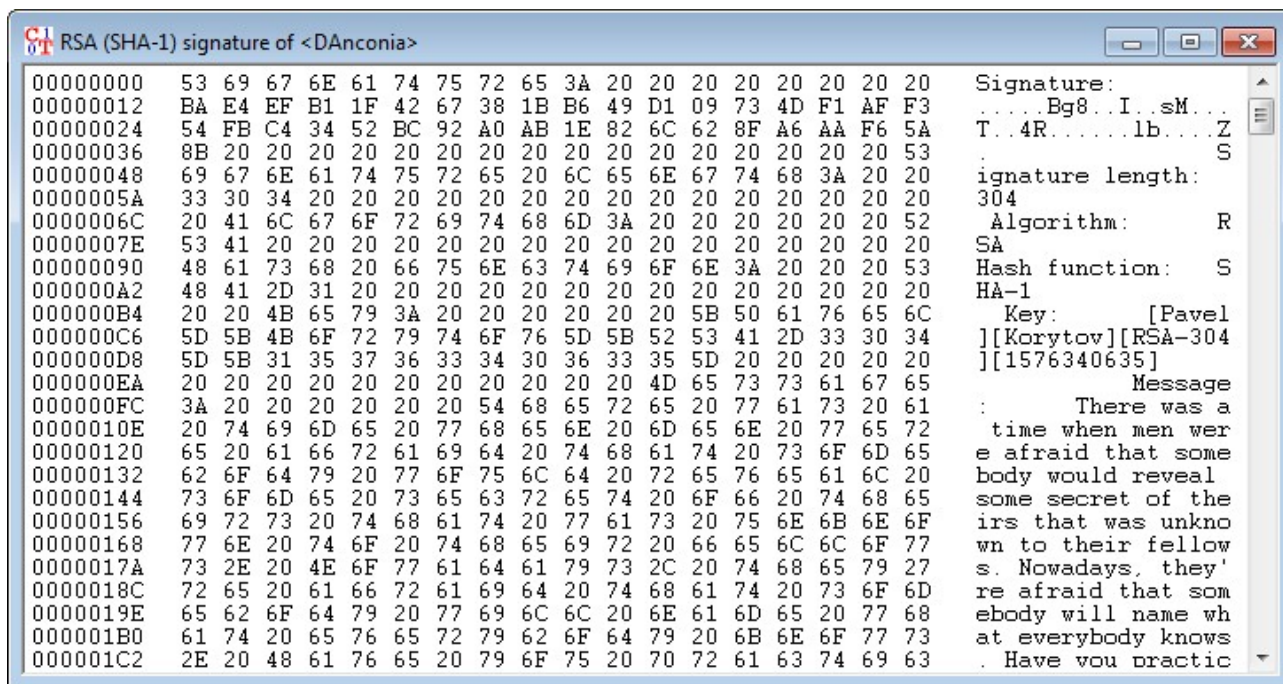 RSA (SHA-1) signature of <DAnconia>
00000000 53 69 67 6E 61 74 75 72 65 3A 20 20 20 20 20 20 20 20 Signature:
00000012 BA E4 EF B1 1F 42 67 38 1B B6 49 D1 09 73 4D F1 AF F3 .....Bg8..I..sM...
00000024 54 FB C4 34 52 BC 92 A0 AB 1E 82 6C 62 8F A6 AA F6 5A T..4R......lb....Z
00000036 8B 20 20 20 20 20 20 20 20 20 20 20 20 20 20 20 20 53 . S
00000048 69 67 6E 61 74 75 72 65 20 6C 65 6E 67 74 68 3A 20 20 ignature length:
0000005A 33 30 34 20 20 20 20 20 20 20 20 20 20 20 20 20 20 20 304
0000006C 20 41 6C 67 6F 72 69 74 68 6D 3A 20 20 20 20 20 20 52 Algorithm: R
0000007E 53 41 20 20 20 20 20 20 20 20 20 20 20 20 20 20 20 20 SA
00000090 48 61 73 68 20 66 75 6E 63 74 69 6F 6E 3A 20 20 20 53 Hash function: S
000000A2 48 41 2D 31 20 20 20 20 20 20 20 20 20 20 20 20 20 20 HA-1
000000B4 20 20 4B 65 79 3A 20 20 20 20 20 20 5B 50 61 76 65 6C Key: [Pavel
000000C6 5D 5B 4B 6F 72 79 74 6F 76 5D 5B 52 53 41 2D 33 30 34 ][Korytov][RSA-304
000000D8 5D 5B 31 35 37 36 33 34 30 36 33 35 5D 20 20 20 20 20 ][1576340635]
000000EA 20 20 20 20 20 20 20 20 20 20 20 4D 65 73 73 61 67 65 Message
000000FC 3A 20 20 20 20 20 20 54 68 65 72 65 20 77 61 73 20 61 : There was a
0000010E 20 74 69 6D 65 20 77 68 65 6E 20 6D 65 6E 20 77 65 72 time when men wer
00000120 65 20 61 66 72 61 69 64 20 74 68 61 74 20 73 6F 6D 65 e afraid that some
00000132 62 6F 64 79 20 77 6F 75 6C 64 20 72 65 76 65 61 6C 20 body would reveal
00000144 73 6F 6D 65 20 73 65 63 72 65 74 20 6F 66 20 74 68 65 some secret of the
00000156 69 72 73 20 74 68 61 74 20 77 61 73 20 75 6E 6B 6E 6F irs that was unkno
00000168 77 6E 20 74 6F 20 74 68 65 69 72 20 66 65 6C 6C 6F 77 wn to their fellow
0000017A 73 2E 20 4E 6F 77 61 64 61 79 73 2C 20 74 68 65 79 27 s. Nowadays, they'
0000018C 72 65 20 61 66 72 61 69 64 20 74 68 61 74 20 73 6F 6D re afraid that som
0000019E 65 62 6F 64 79 20 77 69 6C 6C 20 6E 61 6D 65 20 77 68 ebody will name wh
000001B0 61 74 20 65 76 65 72 79 62 6F 64 79 20 6B 6E 6F 77 73 at everybody knows
000001C2 2E 20 48 61 76 65 20 79 6F 75 20 70 72 61 63 74 69 63 . Have you practic